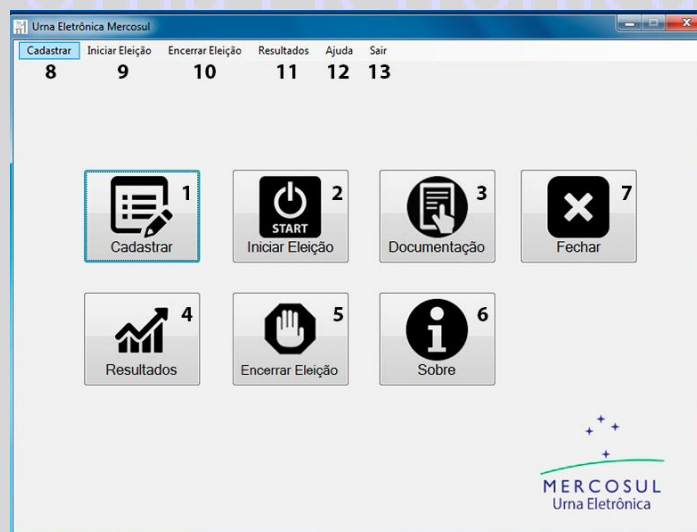 Urna Eletrônica Mercosul
Cadastrar Iniciar Eleição Encerrar Eleição Resultados Ajuda Sair
8 9 10 11 12 13
1 2 3 7
START
Cadastrar Iniciar Eleição Documentação Fechar
4 5 6
Resultados Encerrar Eleição Sobre
MERCOSUL
Urna Eletrônica